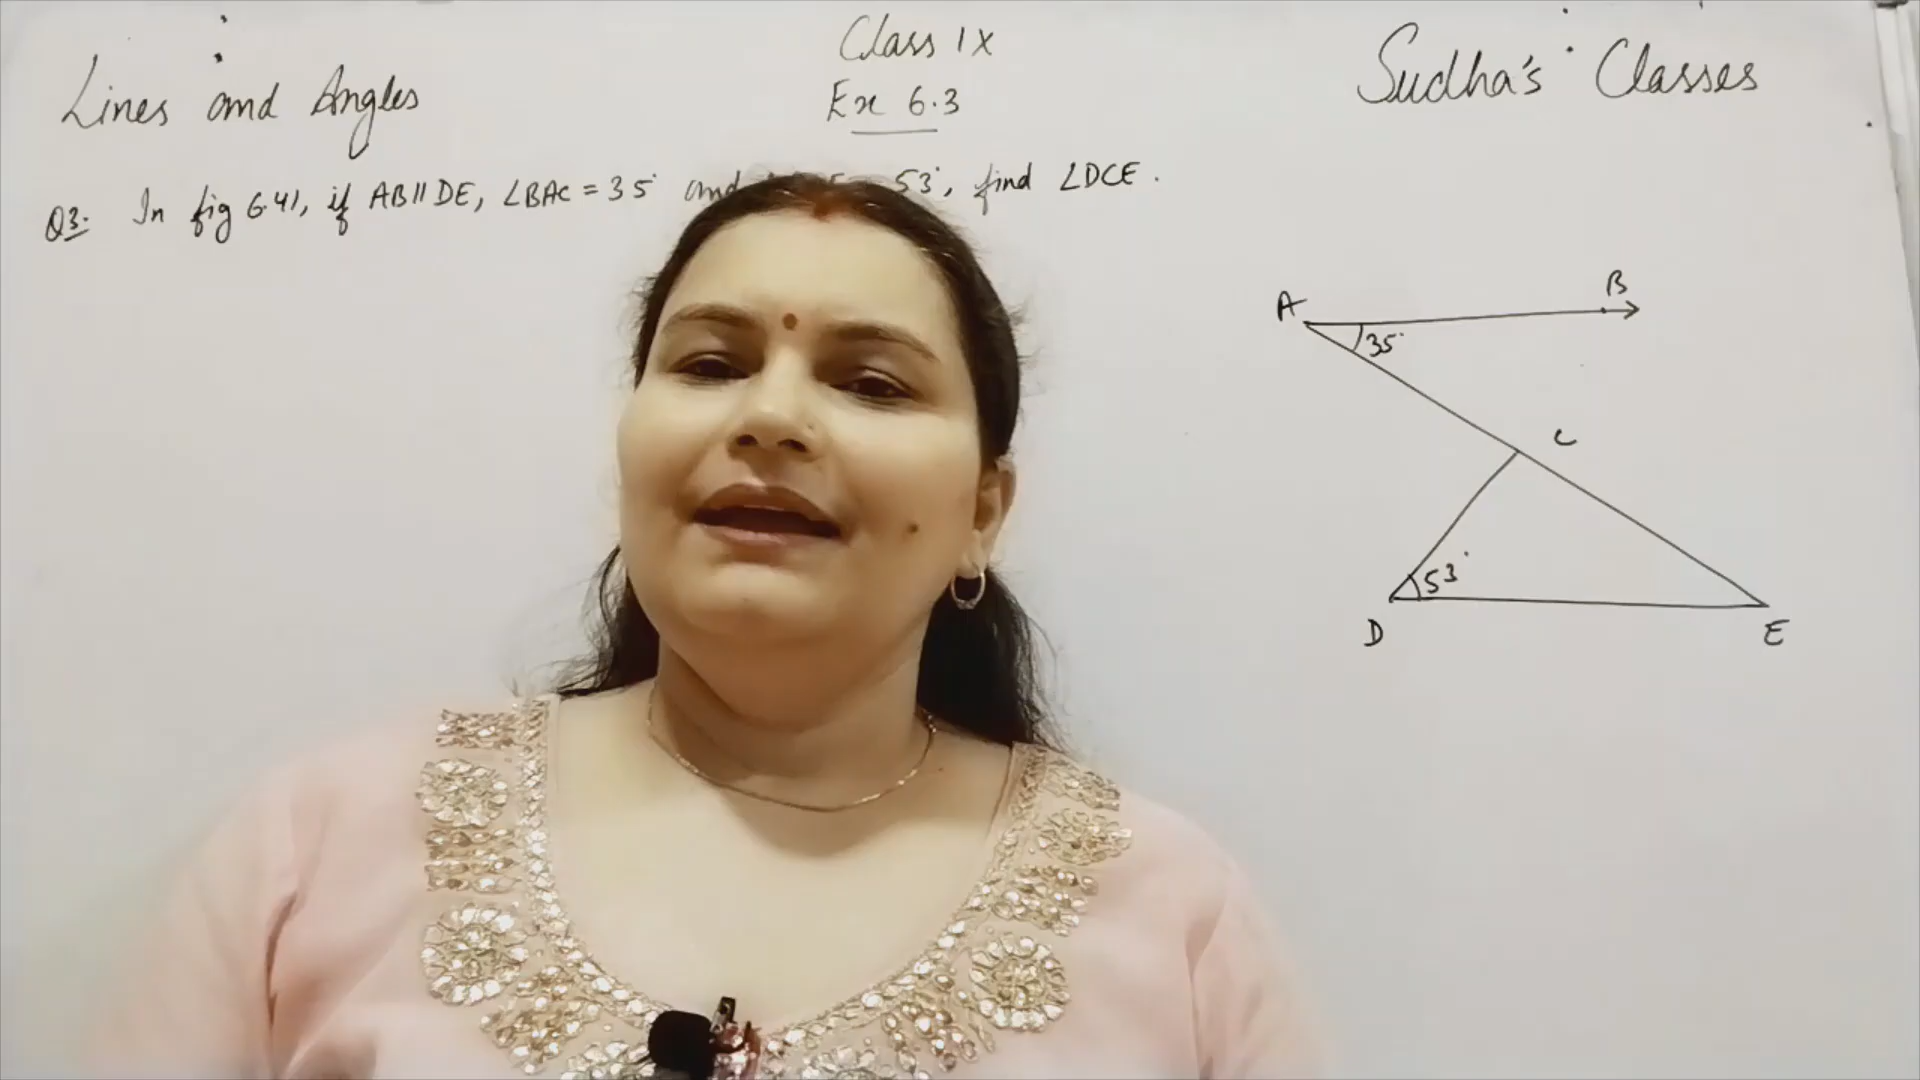 Lines and Angles
Class IX
Ex 6.3
Sudha's Classes
Q3. In fig 6.41, if AB||DE, ∠BAC = 35° and 53°, find ∠DCE.
A
B
35°
C
53°
D
E